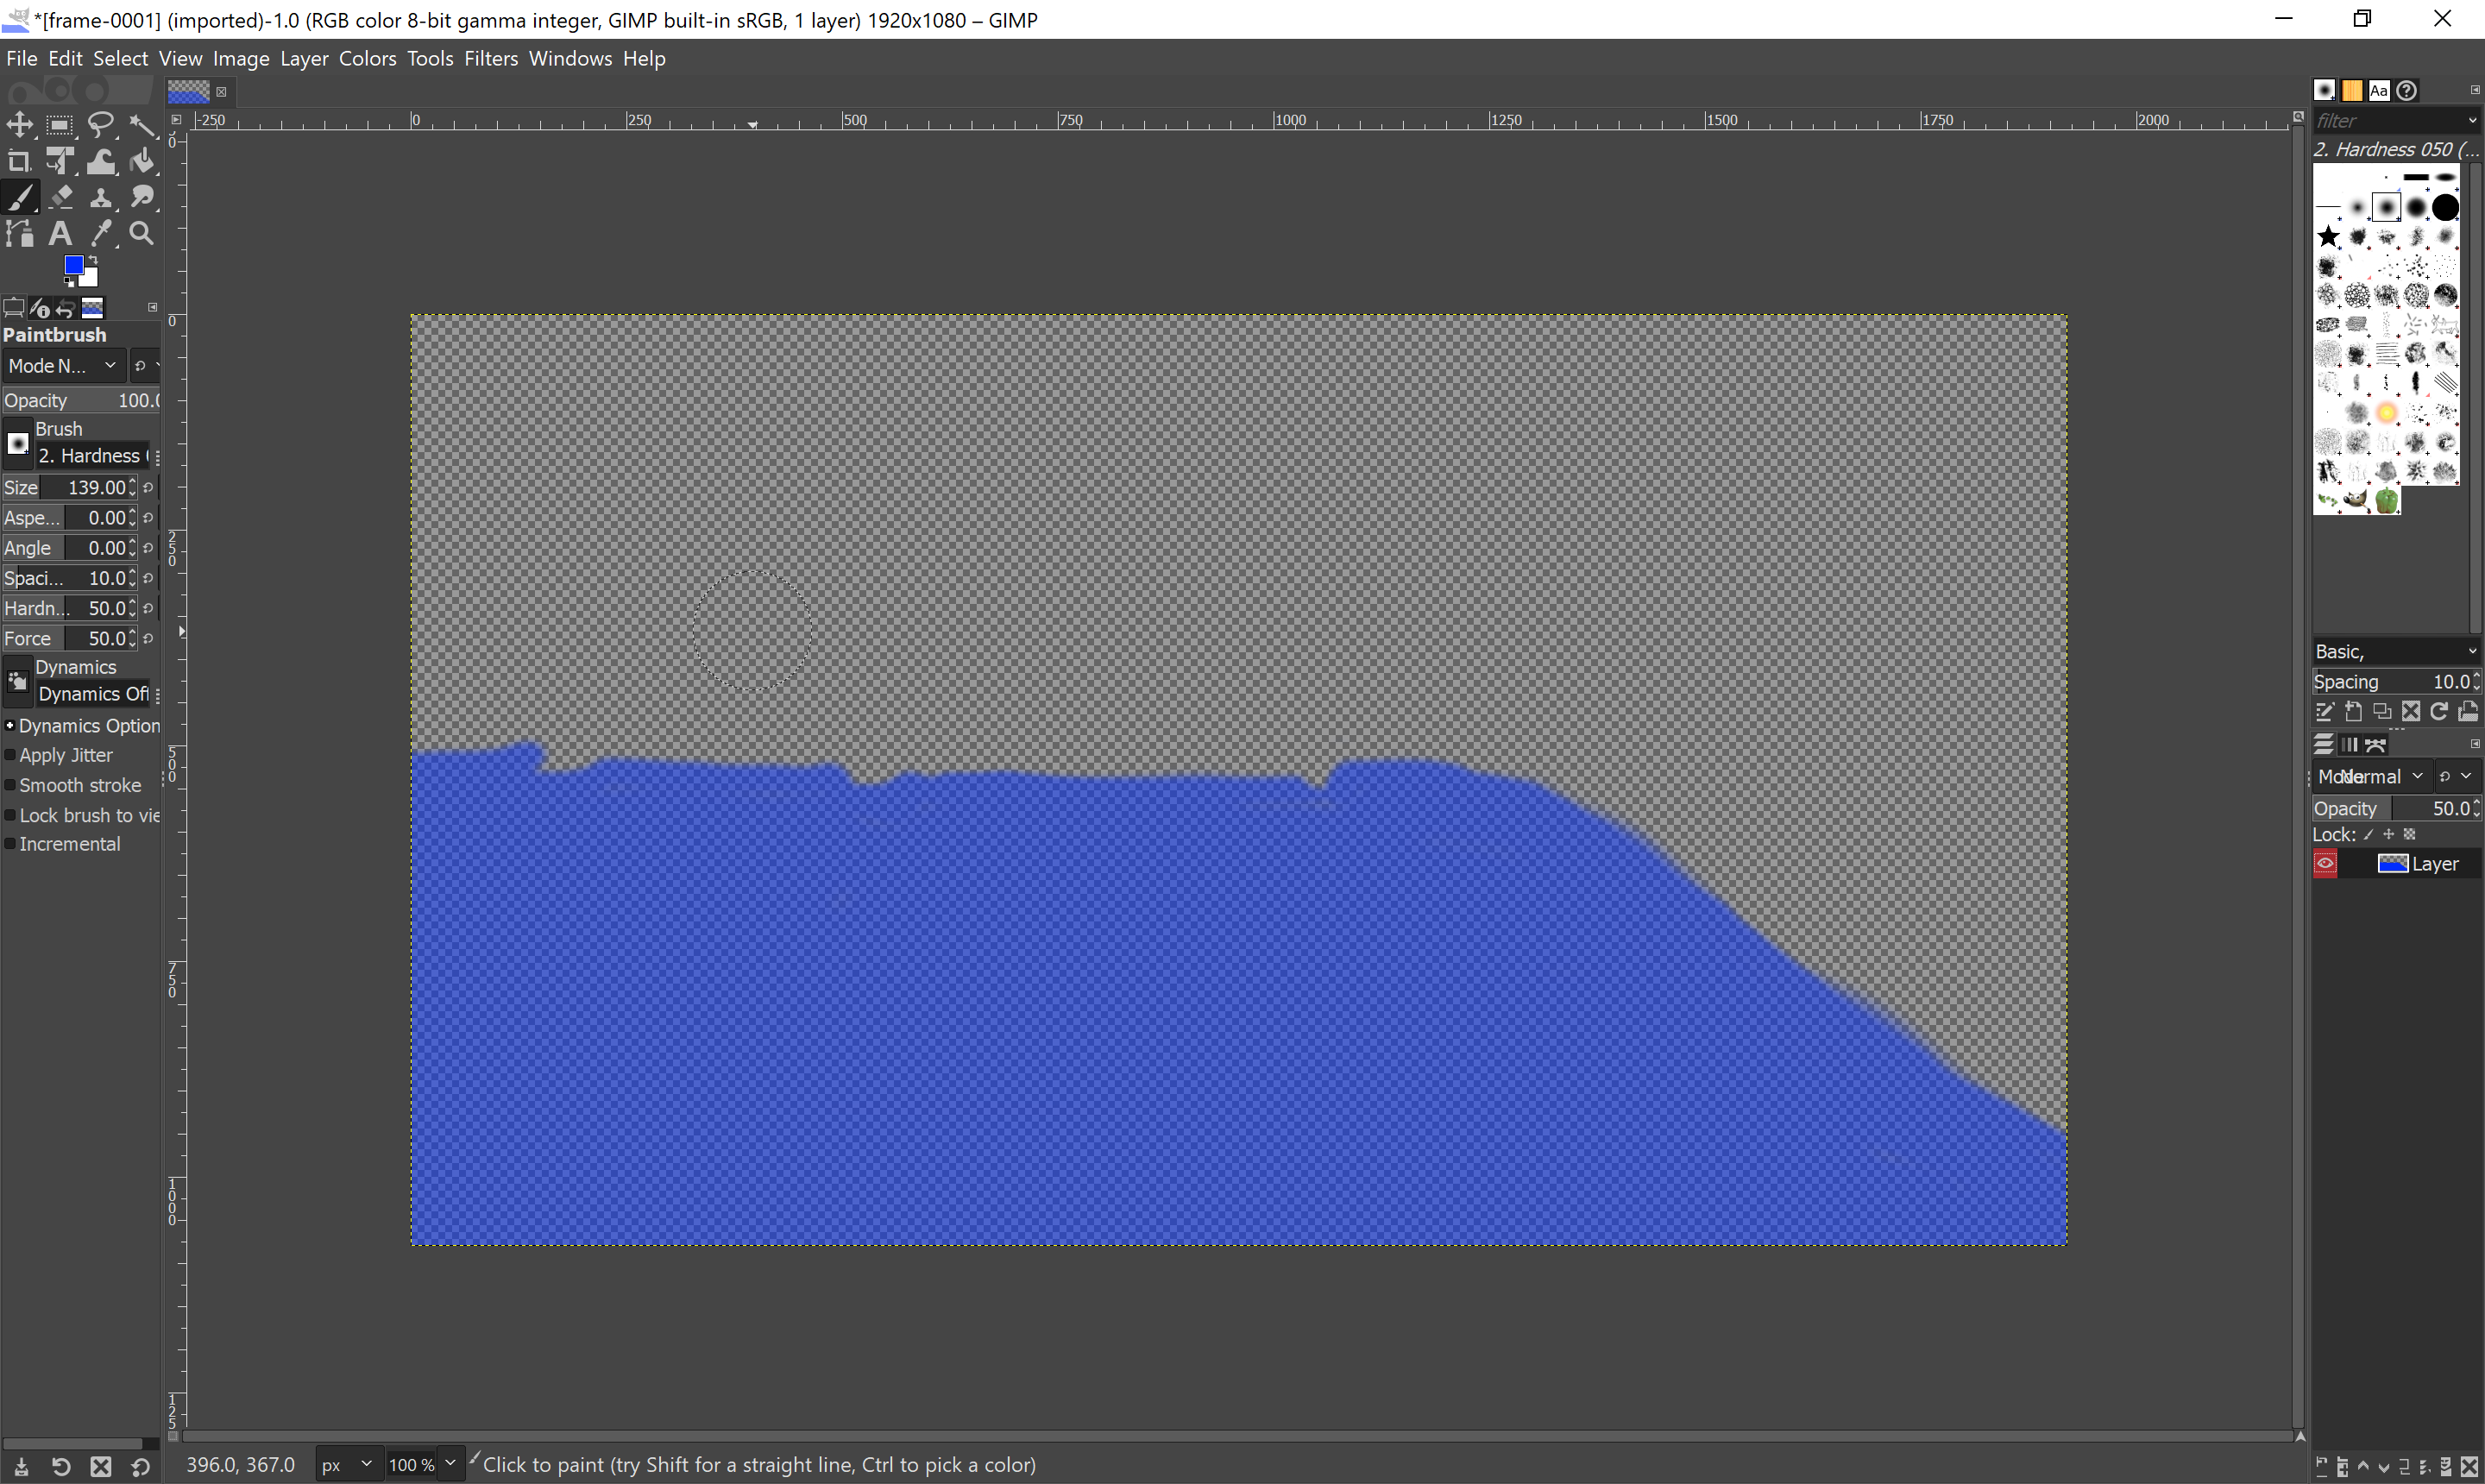 *[frame-0001] (imported)-1.0 (RGB color 8-bit gamma integer, GIMP built-in sRGB, 1 layer) 1920x1080 – GIMP
File Edit Select View Image Layer Colors Tools Filters Windows Help
-250 0 250 500 750 1000 1250 1500 1750 2000
Aa
filter
2. Hardness 050 (...
0
0
250
500
750
1000
125
Paintbrush
Mode N...
Opacity 100.0
Brush
2. Hardness (
Size 139.00
Aspe... 0.00
Angle 0.00
Spaci... 10.0
Hardn... 50.0
Force 50.0
Dynamics
Dynamics Off
Dynamics Option
Apply Jitter
Smooth stroke
Lock brush to vie
Incremental
Basic,
Spacing 10.0
Mode Normal
Opacity 50.0
Lock:
Layer
396.0, 367.0 px 100 % Click to paint (try Shift for a straight line, Ctrl to pick a color)